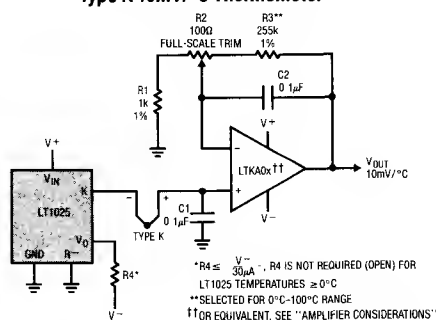 Type K 10mV/°C Thermometer
R2
100Ω
FULL-SCALE TRIM
R3**
255k
1%
R1
1k
1%
C2
0 1µF
V+
LTKA0x††
VOUT
10mV/°C
V−
V+
VIN
K
LT1025
VO
GND R−
R4*
V−
− +
TYPE K
C1
0 1µF
− +
*R4 ≤ V−/30µA, R4 IS NOT REQUIRED (OPEN) FOR
LT1025 TEMPERATURES ≥ 0°C
**SELECTED FOR 0°C–100°C RANGE
††OR EQUIVALENT. SEE "AMPLIFIER CONSIDERATIONS"